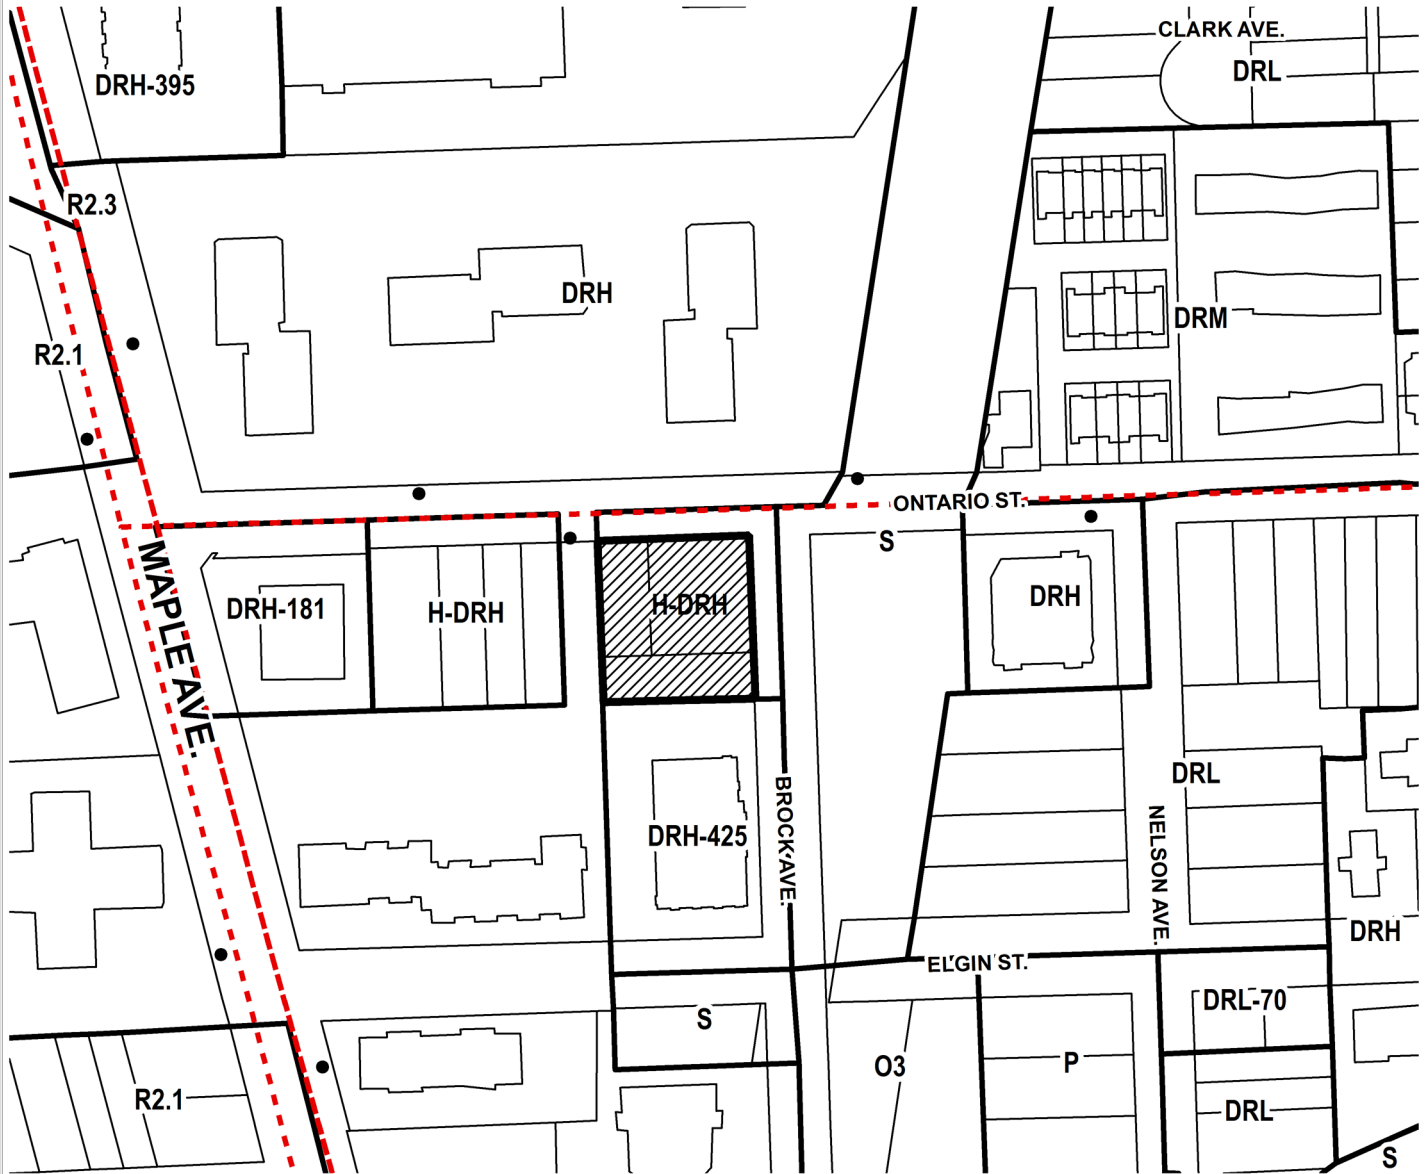 CLARK AVE.
DRL
DRH-395
R2.3
DRH
DRM
R2.1
ONTARIO ST.
S
MAPLE AVE.
DRH-181
H-DRH
H-DRH
DRH
DRL
DRH-425
BROCK AVE.
NELSON AVE.
DRH
ELGIN ST.
DRL-70
S
O3
P
R2.1
DRL
S